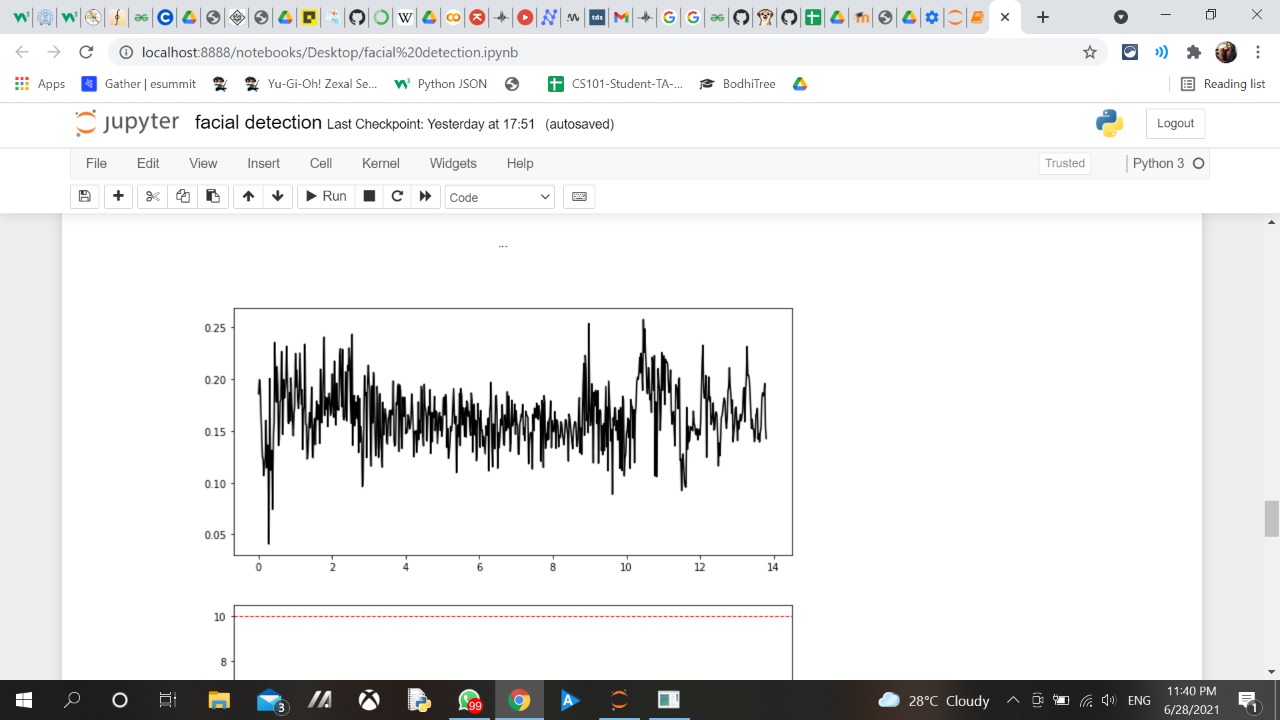 localhost:8888/notebooks/Desktop/facial%20detection.ipynb
Apps Gather | esummit Yu-Gi-Oh! Zexal Se... Python JSON CS101-Student-TA-... BodhiTree Reading list
jupyter facial detection Last Checkpoint: Yesterday at 17:51 (autosaved) Logout
File Edit View Insert Cell Kernel Widgets Help Trusted Python 3
Run Code
...
0.25
0.20
0.15
0.10
0.05
0 2 4 6 8 10 12 14
10
8
3 99 28°C Cloudy ENG 11:40 PM
6/28/2021 1